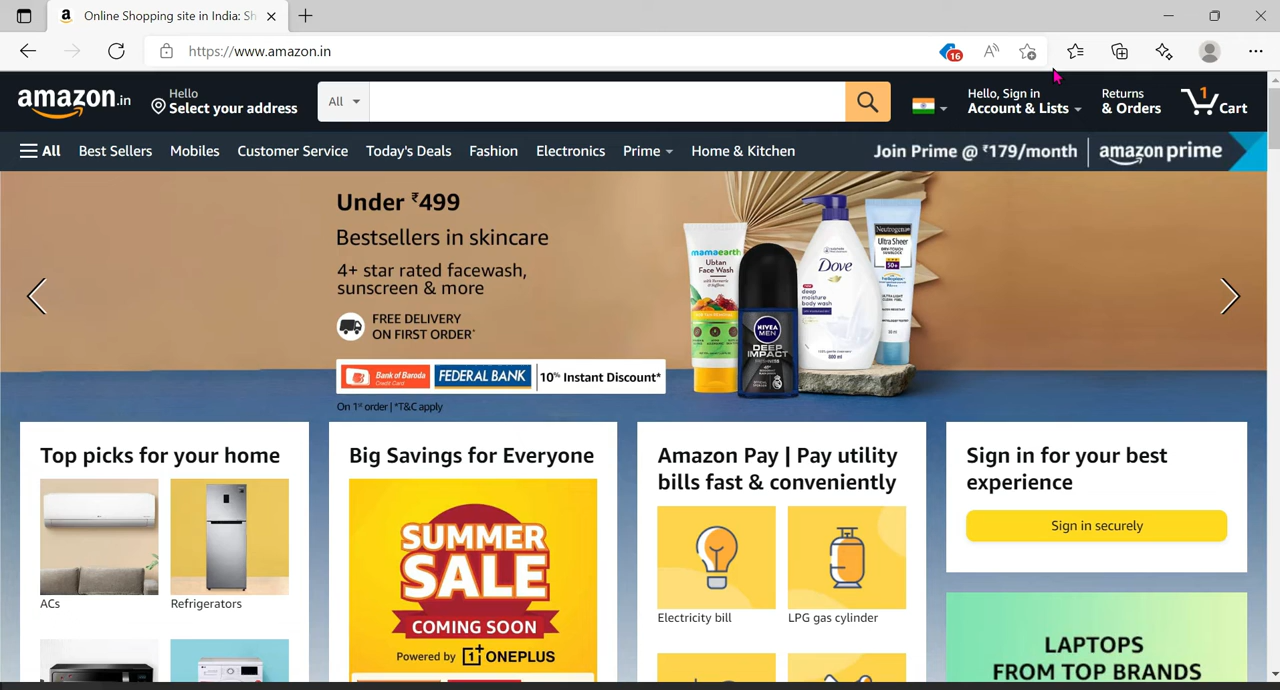 Online Shopping site in India: Sh
https://www.amazon.in
16
amazon.in
Hello
Select your address
All
Hello, Sign in
Account & Lists
Returns
& Orders
1
Cart
All
Best Sellers
Mobiles
Customer Service
Today's Deals
Fashion
Electronics
Prime
Home & Kitchen
Join Prime @ ₹179/month
amazon prime
Under ₹499
Bestsellers in skincare
4+ star rated facewash,
sunscreen & more
FREE DELIVERY
ON FIRST ORDER*
Bank of Baroda
Credit Card
FEDERAL BANK
10% Instant Discount*
On 1st order | *T&C apply
mamaearth
Ubtan
Face Wash
NIVEA
MEN
DEEP
IMPACT
Dove
deep
moisture
body wash
800 ml
Neutrogena
Ultra Sheer
50+
Top picks for your home
ACs
Refrigerators
Big Savings for Everyone
SUMMER
SALE
COMING SOON
Powered by 1+ ONEPLUS
Amazon Pay | Pay utility
bills fast & conveniently
Electricity bill
LPG gas cylinder
Sign in for your best
experience
Sign in securely
LAPTOPS
FROM TOP BRANDS